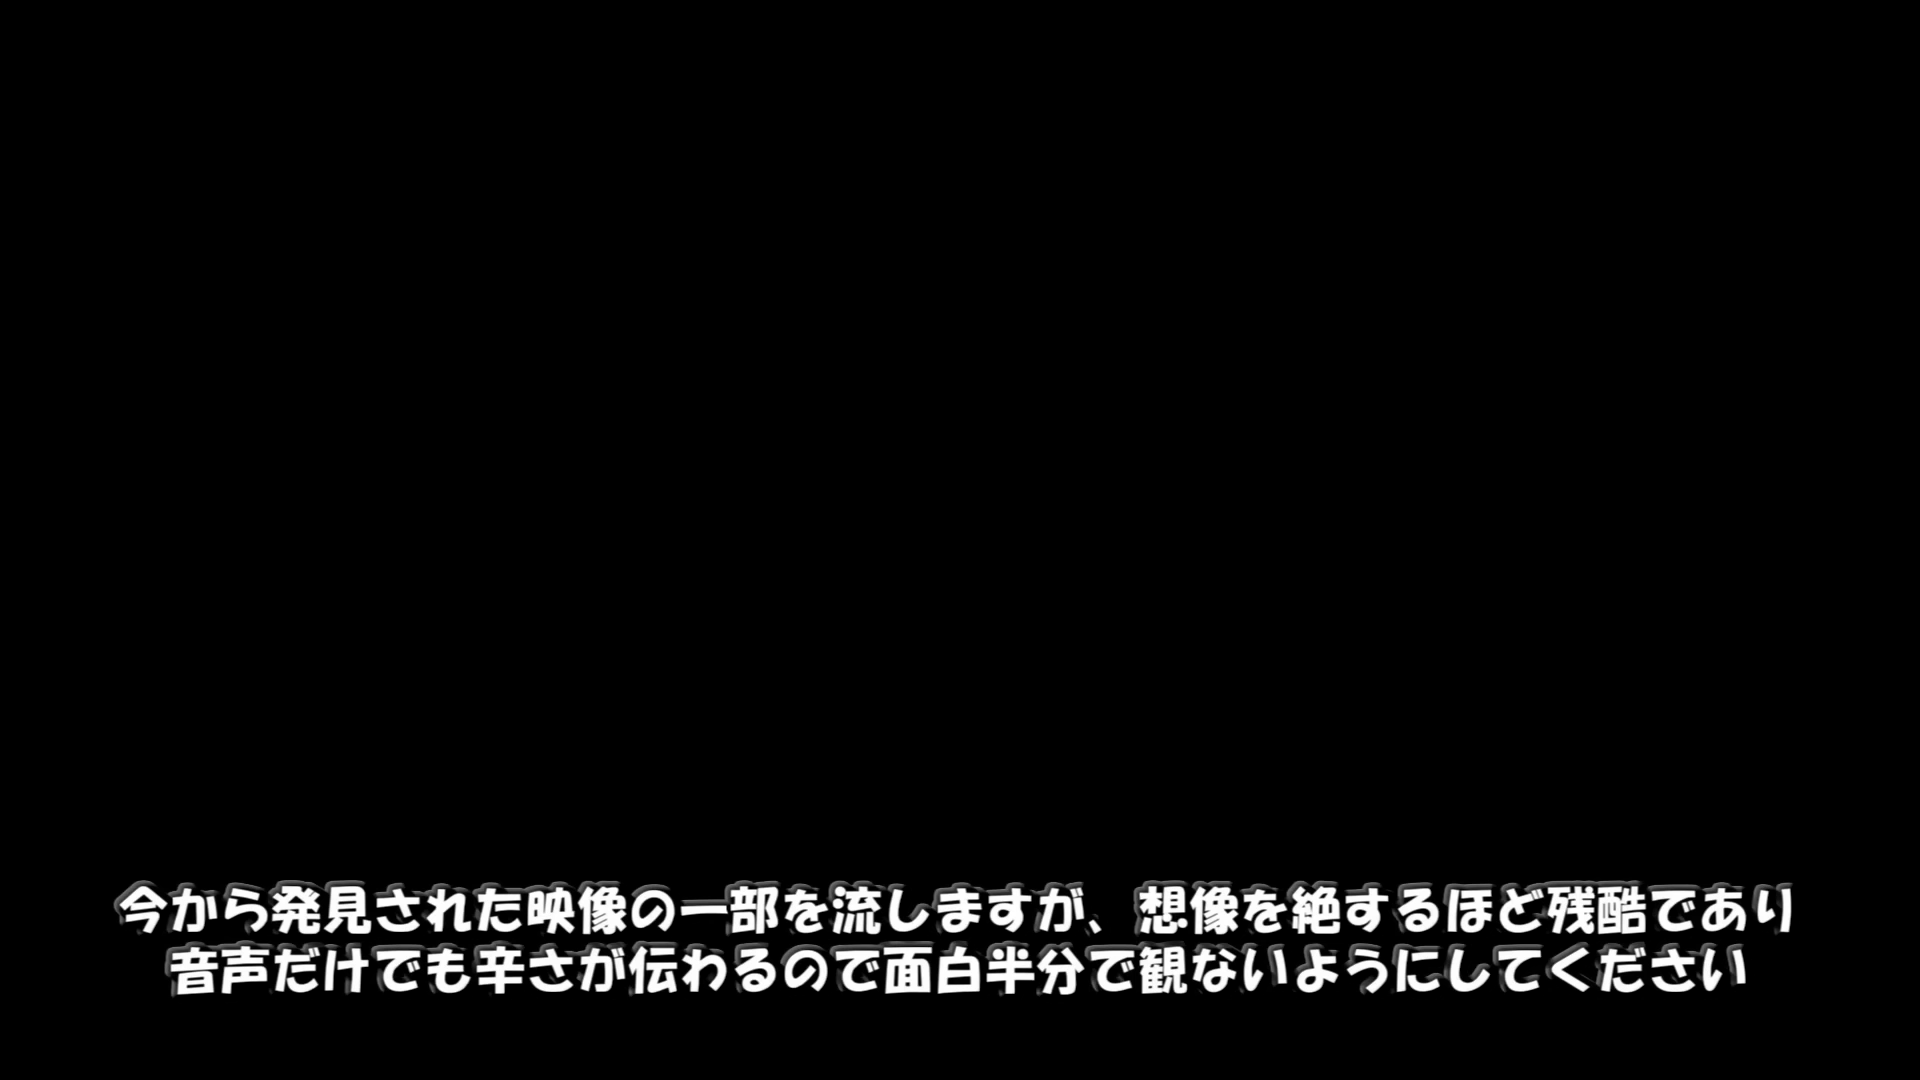 今から発見された映像の一部を流しますが、想像を絶するほど残酷であり
音声だけでも辛さが伝わるので面白半分で観ないようにしてください